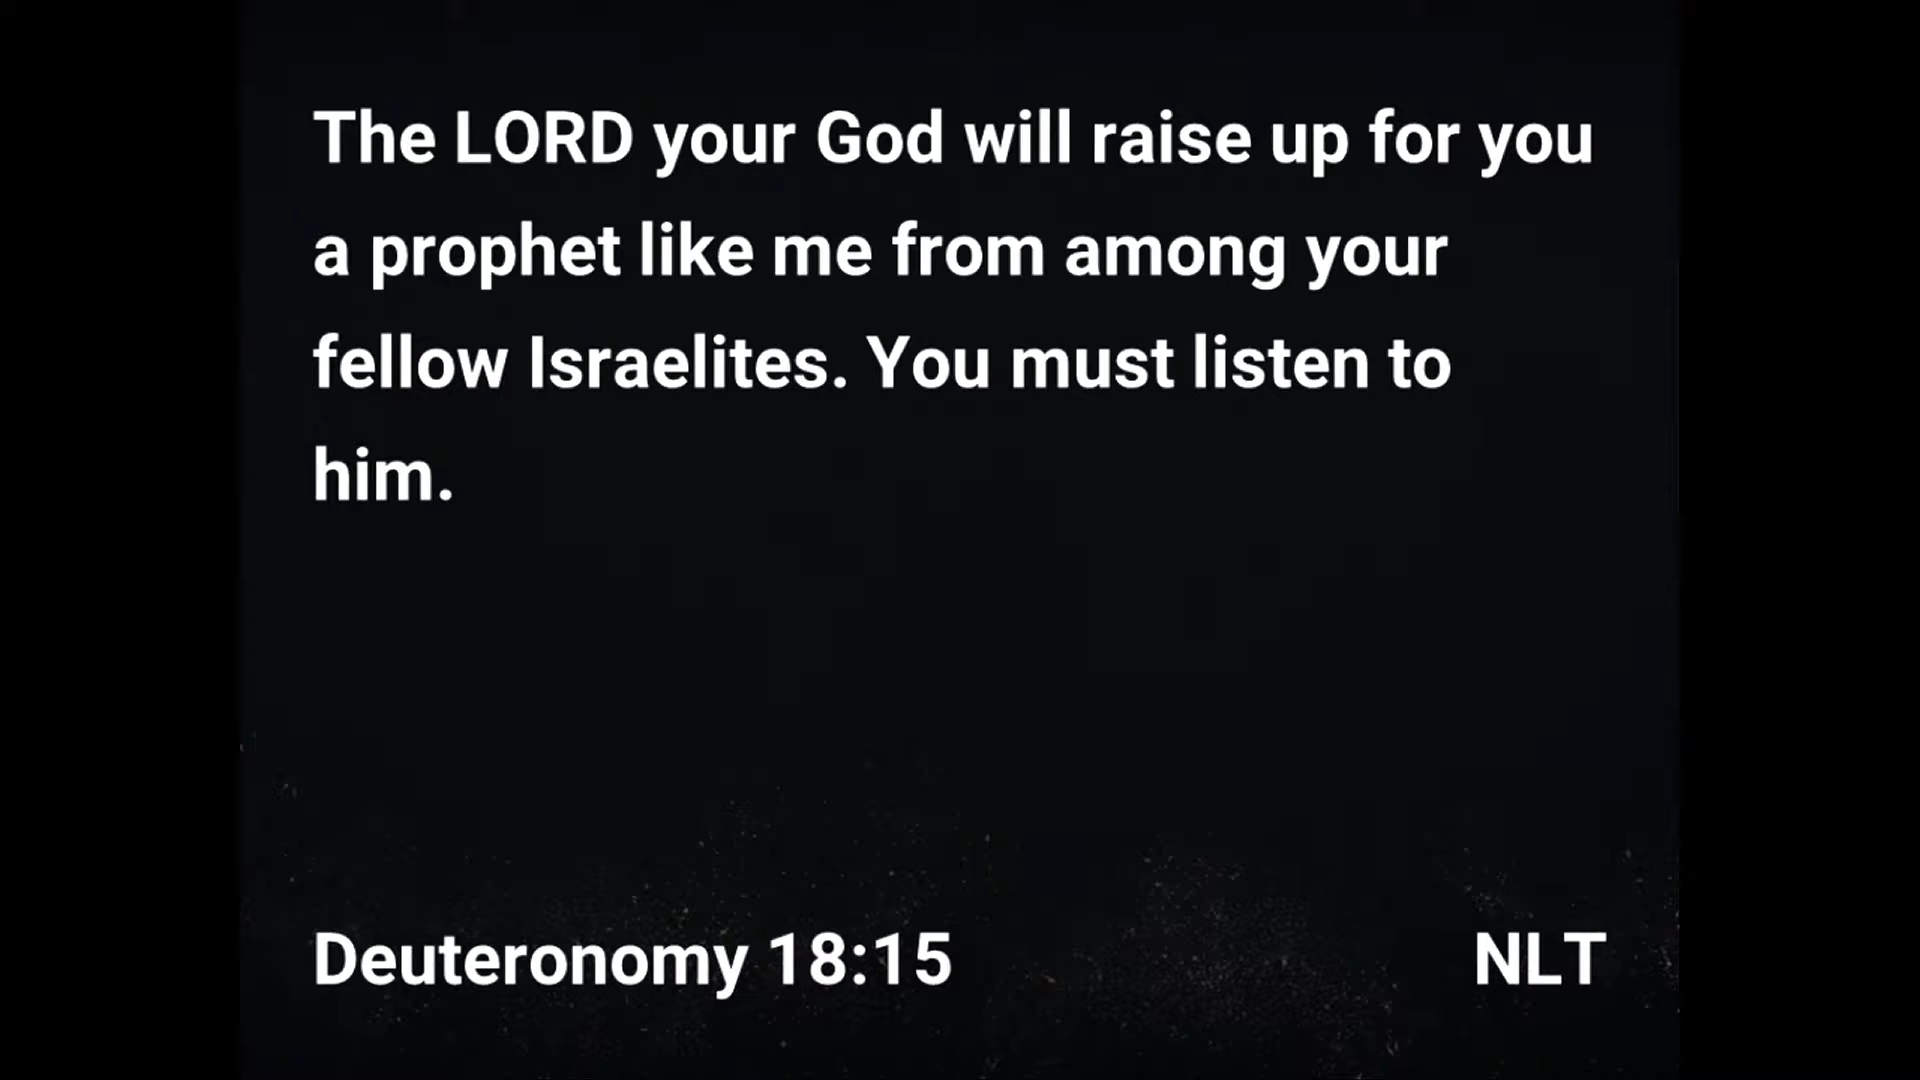 The LORD your God will raise up for you
a prophet like me from among your
fellow Israelites. You must listen to
him.
Deuteronomy 18:15 NLT